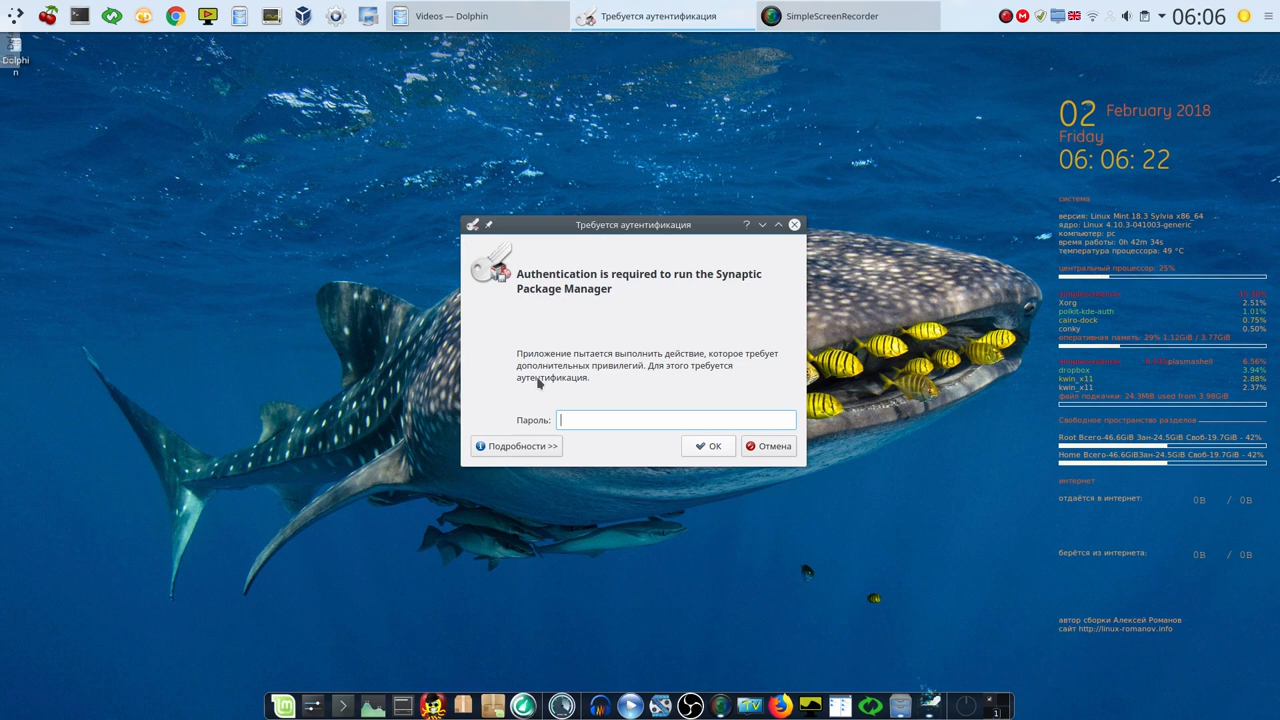 Videos — Dolphin
Требуется аутентификация
SimpleScreenRecorder
06:06
Dolphi
n
02 February 2018
Friday
06: 06: 22
система
версия: Linux Mint 18.3 Sylvia x86_64
ядро: Linux 4.10.3-041003-generic
компьютер: pc
время работы: 0h 42m 34s
температура процессора: 49 °C
центральный процессор: 25%
Xorg 2.51%
polkit-kde-auth 1.01%
cairo-dock 0.75%
conky 0.50%
оперативная память: 29% 1.12GiB / 3.77GiB
plasmashell 6.56%
dropbox 3.94%
kwin_x11 2.88%
kwin_x11 2.37%
файл подкачки: 24.3MiB used from 3.98GiB
Свободное пространство разделов
Root Всего-46.6GiB Зан-24.5GiB Своб-19.7GiB - 42%
Home Всего-46.6GiBЗан-24.5GiB Своб-19.7GiB - 42%
интернет
отдаётся в интернет: 0B / 0B
берётся из интернета: 0B / 0B
автор сборки Алексей Романов
сайт http://linux-romanov.info
Требуется аутентификация
Authentication is required to run the Synaptic
Package Manager
Приложение пытается выполнить действие, которое требует
дополнительных привилегий. Для этого требуется
аутентификация.
Пароль:
Подробности >>
OK
Отмена
TV
1